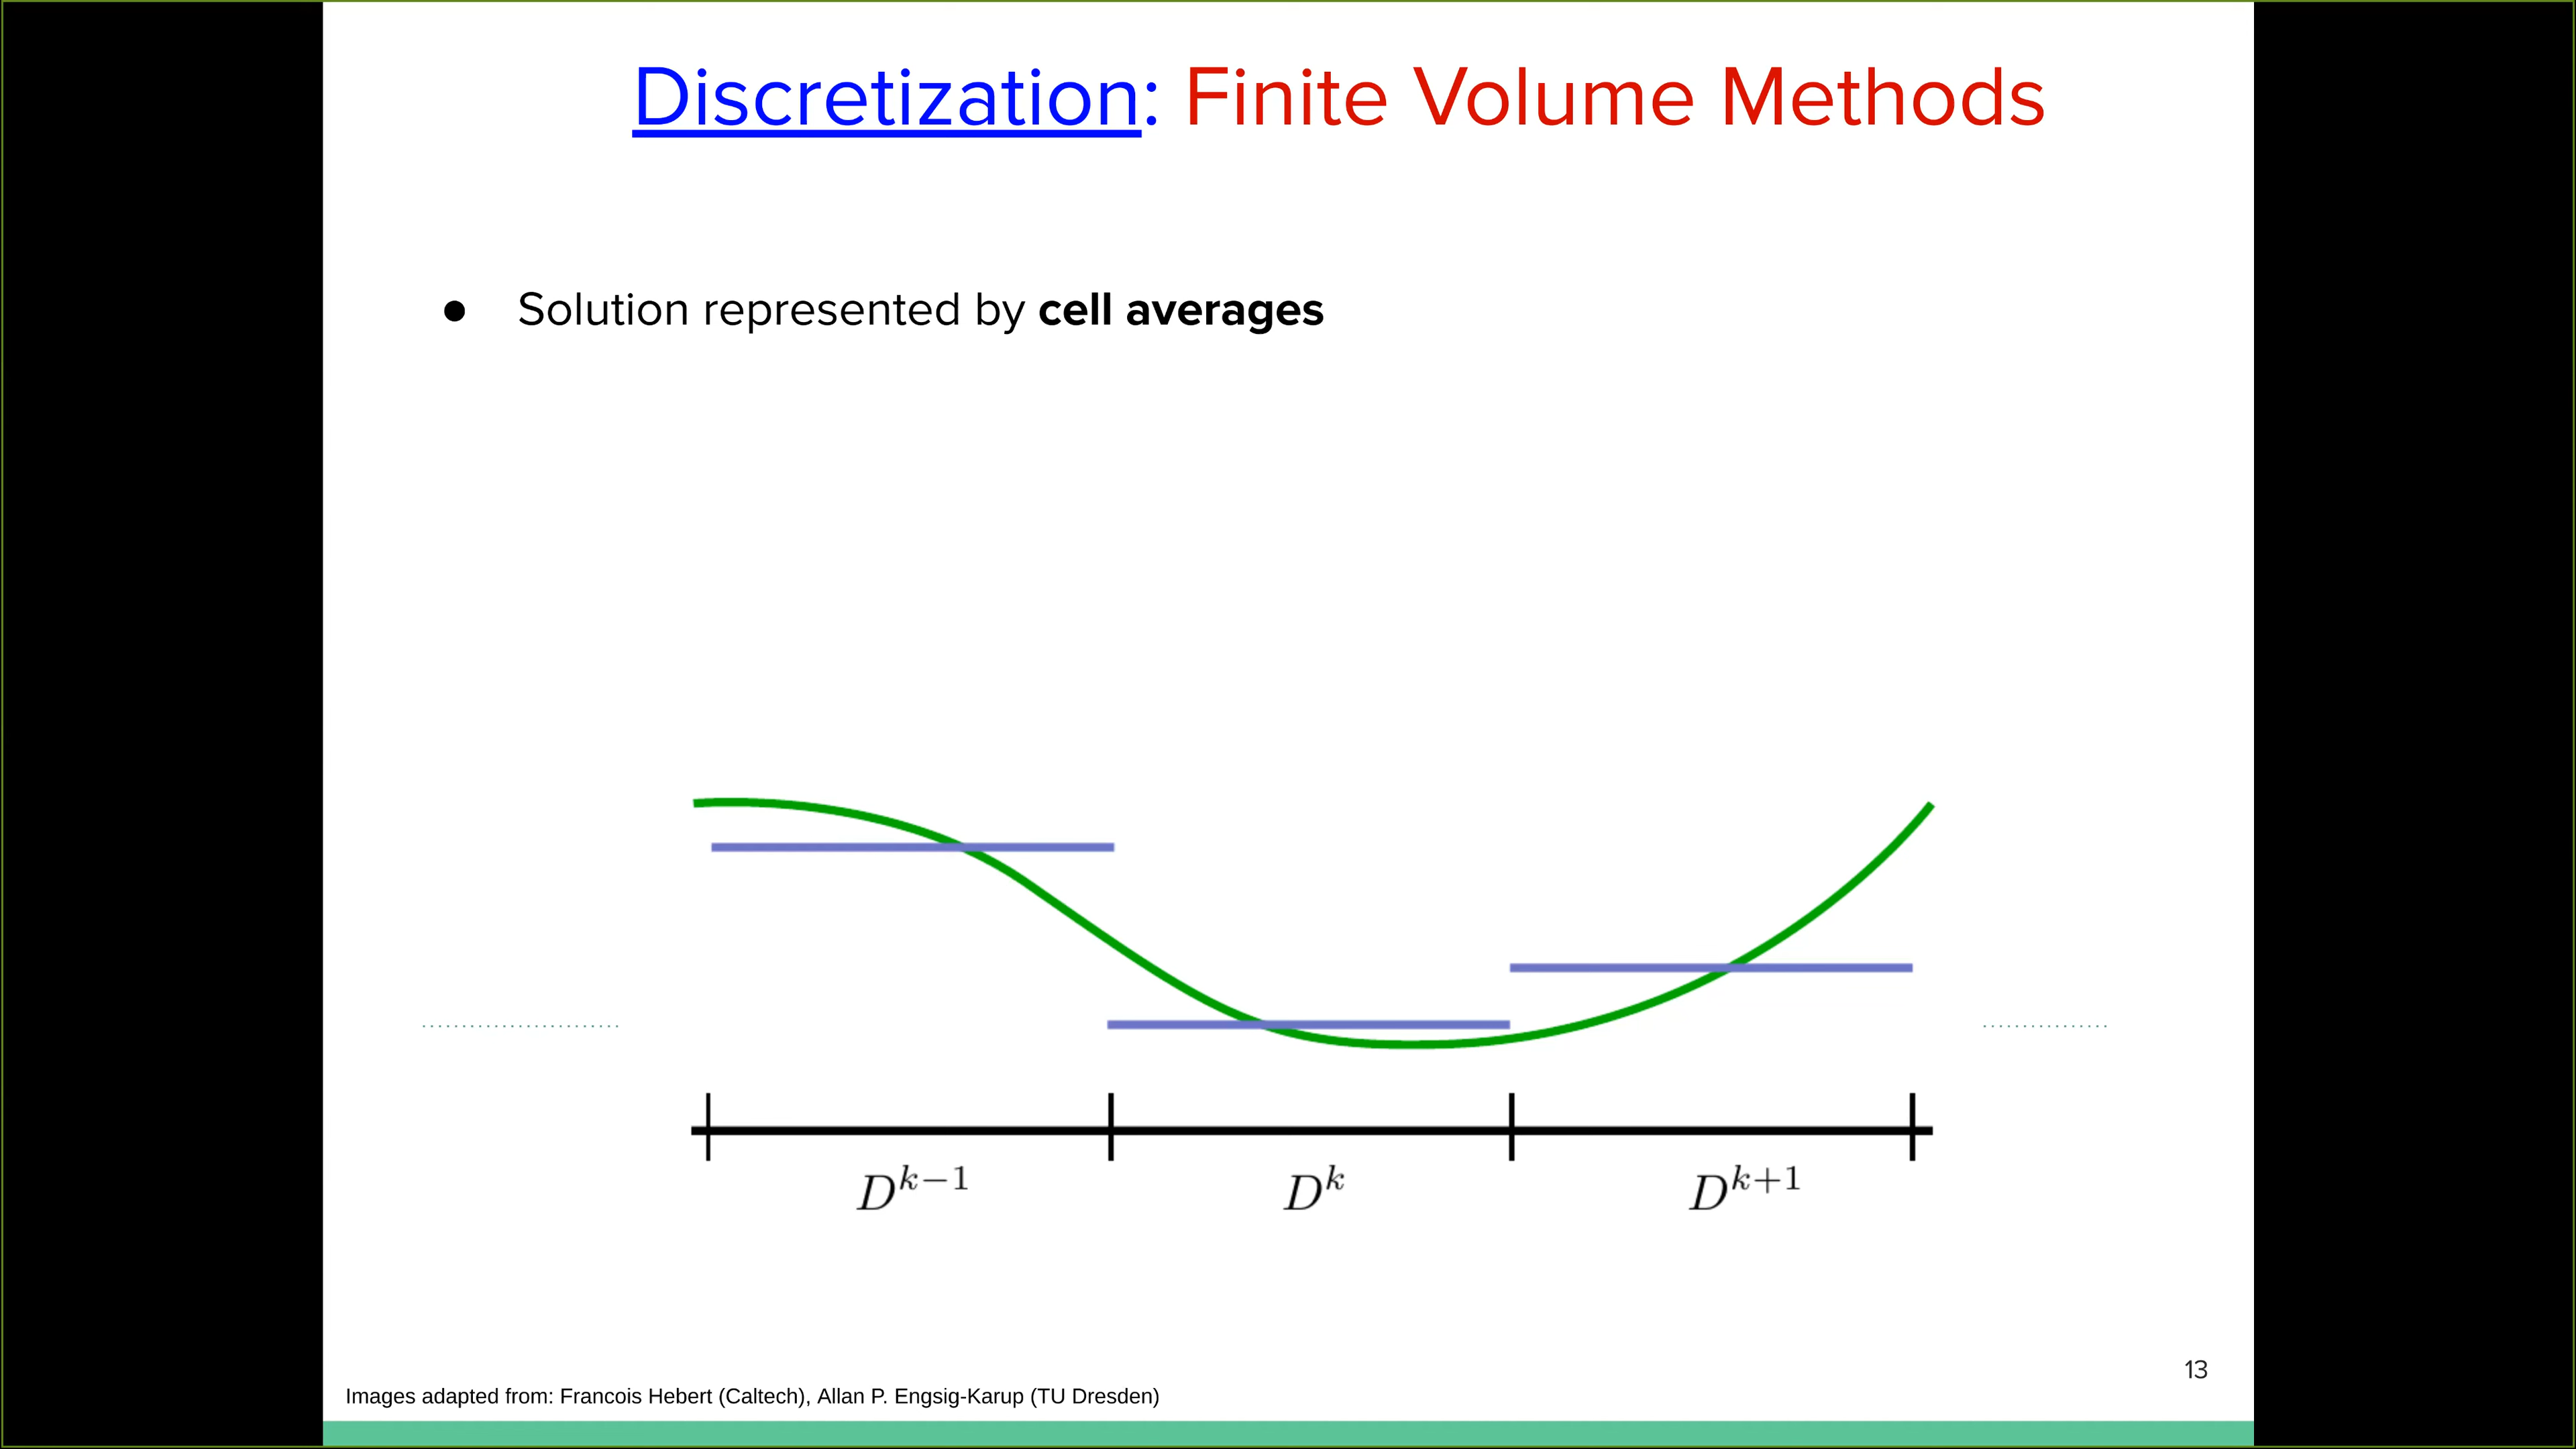 Discretization: Finite Volume Methods
● Solution represented by cell averages
D^{k−1} D^{k} D^{k+1}
13
Images adapted from: Francois Hebert (Caltech), Allan P. Engsig-Karup (TU Dresden)